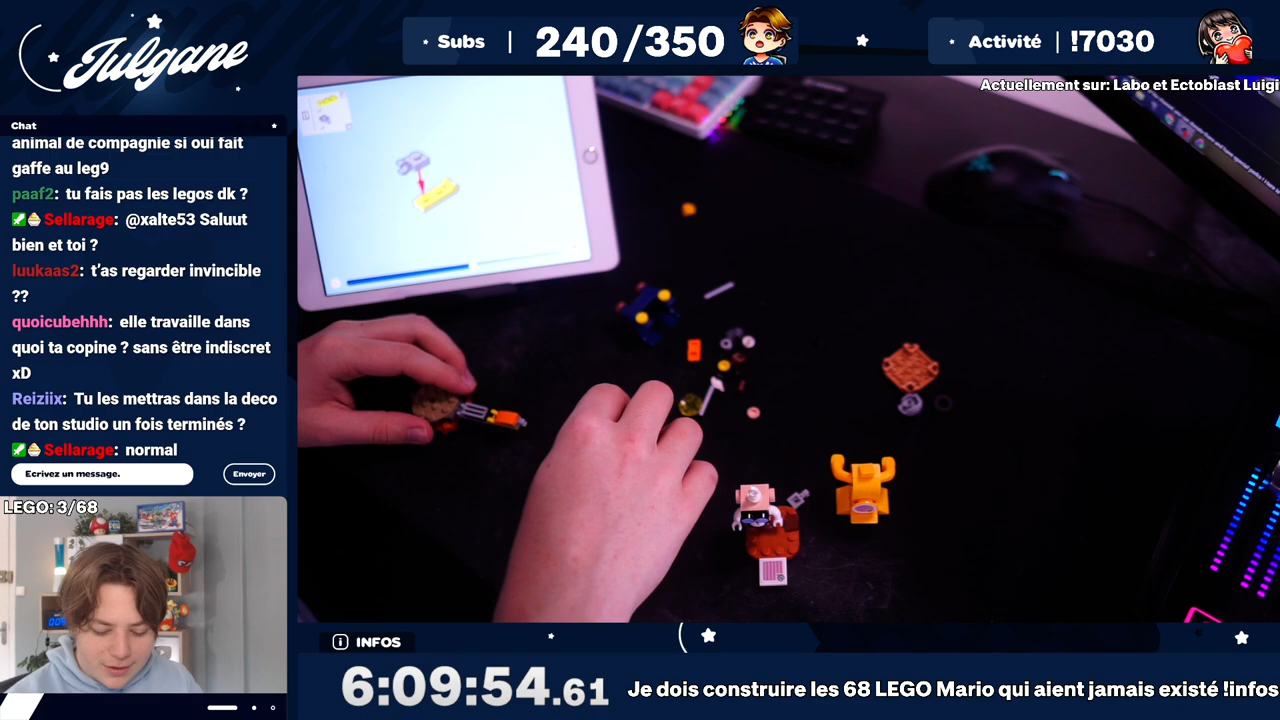 Julgane
Subs | 240/350
Activité | !7030
Actuellement sur: Labo et Ectoblast Luigi
Chat
animal de compagnie si oui fait
gaffe au leg9
paaf2: tu fais pas les legos dk ?
Sellarage: @xalte53 Saluut
bien et toi ?
luukaas2: t'as regarder invincible
??
quoicubehhh: elle travaille dans
quoi ta copine ? sans être indiscret
xD
Reiziix: Tu les mettras dans la deco
de ton studio un fois terminés ?
Sellarage: normal
Ecrivez un message.
Envoyer
LEGO: 3/68
INFOS
6:09:54.61
Je dois construire les 68 LEGO Mario qui aient jamais existé !infos